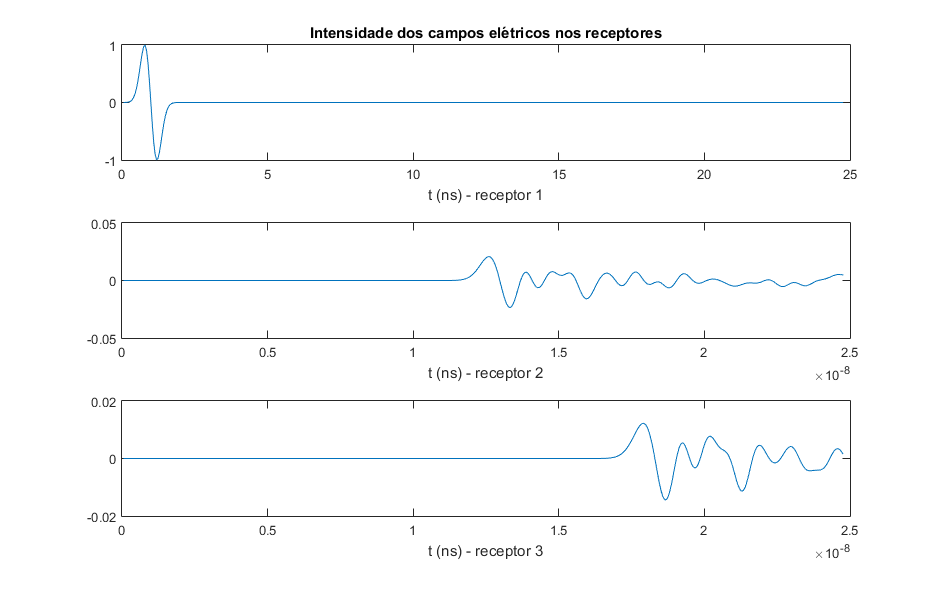 Intensidade dos campos elétricos nos receptores
1
0
-1
0 5 10 15 20 25
t (ns) - receptor 1
0.05
0
-0.05
0 0.5 1 1.5 2 2.5
t (ns) - receptor 2
×10-8
0.02
0
-0.02
0 0.5 1 1.5 2 2.5
t (ns) - receptor 3
×10-8